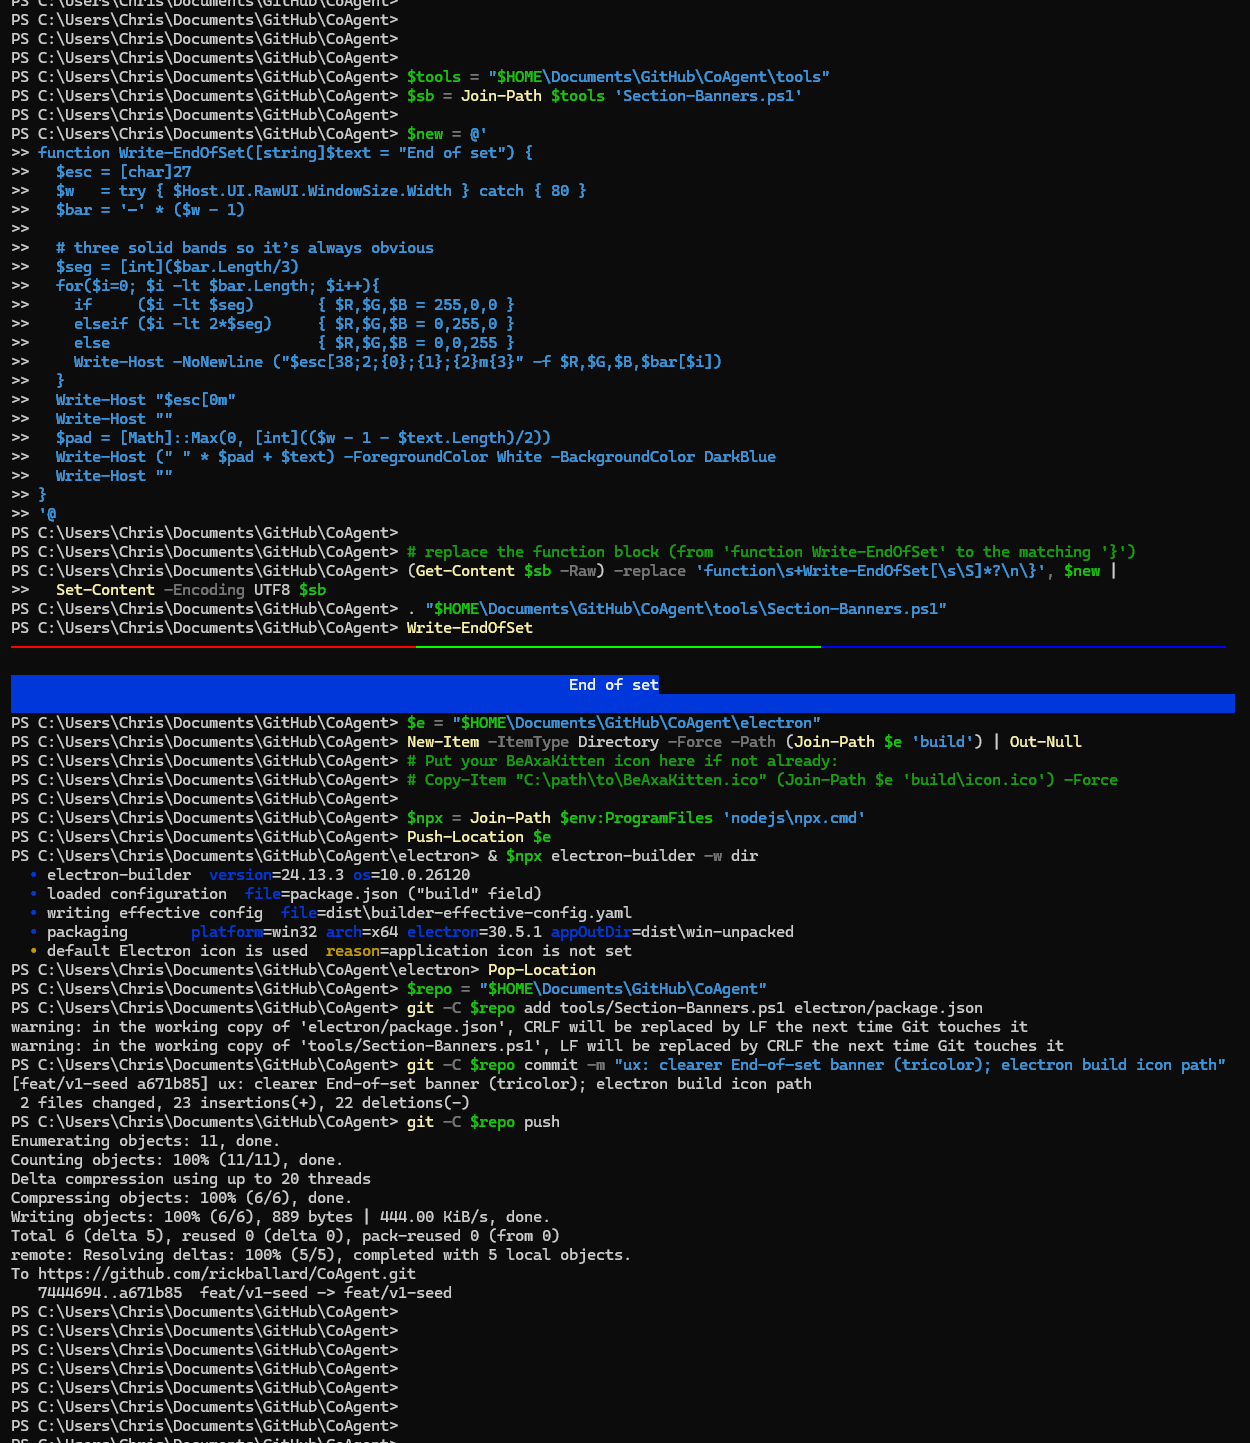 PS C:\Users\Chris\Documents\GitHub\CoAgent>
PS C:\Users\Chris\Documents\GitHub\CoAgent>
PS C:\Users\Chris\Documents\GitHub\CoAgent>
PS C:\Users\Chris\Documents\GitHub\CoAgent>
PS C:\Users\Chris\Documents\GitHub\CoAgent> $tools = "$HOME\Documents\GitHub\CoAgent\tools"
PS C:\Users\Chris\Documents\GitHub\CoAgent> $sb = Join-Path $tools 'Section-Banners.ps1'
PS C:\Users\Chris\Documents\GitHub\CoAgent>
PS C:\Users\Chris\Documents\GitHub\CoAgent> $new = @'
>> function Write-EndOfSet([string]$text = "End of set") {
>>   $esc = [char]27
>>   $w   = try { $Host.UI.RawUI.WindowSize.Width } catch { 80 }
>>   $bar = '─' * ($w - 1)
>>
>>   # three solid bands so it’s always obvious
>>   $seg = [int]($bar.Length/3)
>>   for($i=0; $i -lt $bar.Length; $i++){
>>     if     ($i -lt $seg)       { $R,$G,$B = 255,0,0 }
>>     elseif ($i -lt 2*$seg)     { $R,$G,$B = 0,255,0 }
>>     else                       { $R,$G,$B = 0,0,255 }
>>     Write-Host -NoNewline ("$esc[38;2;{0};{1};{2}m{3}" -f $R,$G,$B,$bar[$i])
>>   }
>>   Write-Host "$esc[0m"
>>   Write-Host ""
>>   $pad = [Math]::Max(0, [int](($w - 1 - $text.Length)/2))
>>   Write-Host (" " * $pad + $text) -ForegroundColor White -BackgroundColor DarkBlue
>>   Write-Host ""
>> }
>> '@
PS C:\Users\Chris\Documents\GitHub\CoAgent>
PS C:\Users\Chris\Documents\GitHub\CoAgent> # replace the function block (from 'function Write-EndOfSet' to the matching '}')
PS C:\Users\Chris\Documents\GitHub\CoAgent> (Get-Content $sb -Raw) -replace 'function\s+Write-EndOfSet[\s\S]*?\n\}', $new |
>>   Set-Content -Encoding UTF8 $sb
PS C:\Users\Chris\Documents\GitHub\CoAgent> . "$HOME\Documents\GitHub\CoAgent\tools\Section-Banners.ps1"
PS C:\Users\Chris\Documents\GitHub\CoAgent> Write-EndOfSet
End of set
PS C:\Users\Chris\Documents\GitHub\CoAgent> $e = "$HOME\Documents\GitHub\CoAgent\electron"
PS C:\Users\Chris\Documents\GitHub\CoAgent> New-Item -ItemType Directory -Force -Path (Join-Path $e 'build') | Out-Null
PS C:\Users\Chris\Documents\GitHub\CoAgent> # Put your BeAxaKitten icon here if not already:
PS C:\Users\Chris\Documents\GitHub\CoAgent> # Copy-Item "C:\path\to\BeAxaKitten.ico" (Join-Path $e 'build\icon.ico') -Force
PS C:\Users\Chris\Documents\GitHub\CoAgent>
PS C:\Users\Chris\Documents\GitHub\CoAgent> $npx = Join-Path $env:ProgramFiles 'nodejs\npx.cmd'
PS C:\Users\Chris\Documents\GitHub\CoAgent> Push-Location $e
PS C:\Users\Chris\Documents\GitHub\CoAgent\electron> & $npx electron-builder -w dir
  • electron-builder  version=24.13.3 os=10.0.26120
  • loaded configuration  file=package.json ("build" field)
  • writing effective config  file=dist\builder-effective-config.yaml
  • packaging       platform=win32 arch=x64 electron=30.5.1 appOutDir=dist\win-unpacked
  • default Electron icon is used  reason=application icon is not set
PS C:\Users\Chris\Documents\GitHub\CoAgent\electron> Pop-Location
PS C:\Users\Chris\Documents\GitHub\CoAgent> $repo = "$HOME\Documents\GitHub\CoAgent"
PS C:\Users\Chris\Documents\GitHub\CoAgent> git -C $repo add tools/Section-Banners.ps1 electron/package.json
warning: in the working copy of 'electron/package.json', CRLF will be replaced by LF the next time Git touches it
warning: in the working copy of 'tools/Section-Banners.ps1', LF will be replaced by CRLF the next time Git touches it
PS C:\Users\Chris\Documents\GitHub\CoAgent> git -C $repo commit -m "ux: clearer End-of-set banner (tricolor); electron build icon path"
[feat/v1-seed a671b85] ux: clearer End-of-set banner (tricolor); electron build icon path
 2 files changed, 23 insertions(+), 22 deletions(-)
PS C:\Users\Chris\Documents\GitHub\CoAgent> git -C $repo push
Enumerating objects: 11, done.
Counting objects: 100% (11/11), done.
Delta compression using up to 20 threads
Compressing objects: 100% (6/6), done.
Writing objects: 100% (6/6), 889 bytes | 444.00 KiB/s, done.
Total 6 (delta 5), reused 0 (delta 0), pack-reused 0 (from 0)
remote: Resolving deltas: 100% (5/5), completed with 5 local objects.
To https://github.com/rickballard/CoAgent.git
   7444694..a671b85  feat/v1-seed -> feat/v1-seed
PS C:\Users\Chris\Documents\GitHub\CoAgent>
PS C:\Users\Chris\Documents\GitHub\CoAgent>
PS C:\Users\Chris\Documents\GitHub\CoAgent>
PS C:\Users\Chris\Documents\GitHub\CoAgent>
PS C:\Users\Chris\Documents\GitHub\CoAgent>
PS C:\Users\Chris\Documents\GitHub\CoAgent>
PS C:\Users\Chris\Documents\GitHub\CoAgent>
PS C:\Users\Chris\Documents\GitHub\CoAgent>